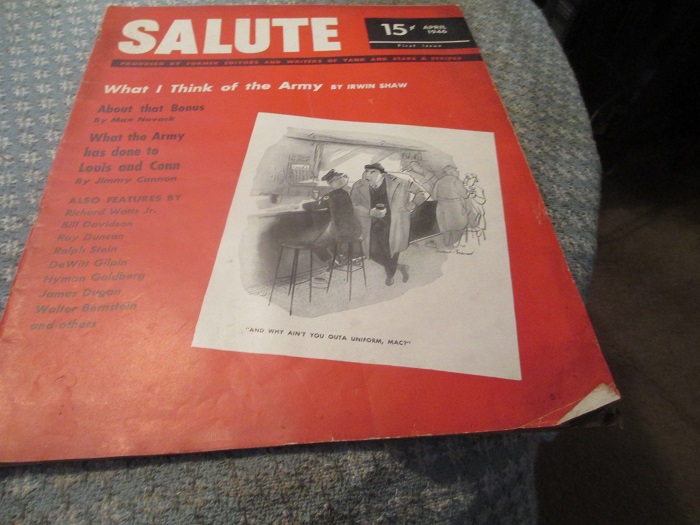 SALUTE
15¢ APRIL 1946
First Issue
PRODUCED BY FORMER EDITORS AND WRITERS OF YANK AND STARS & STRIPES
What I Think of the Army BY IRWIN SHAW
About that Bonus
By Max Novack
What the Army
has done to
Louis and Conn
By Jimmy Cannon
ALSO FEATURES BY
Richard Watts Jr.
Bill Davidson
Ray Duncan
Ralph Stein
DeWitt Gilpin
Hyman Goldberg
James Dugan
Walter Bernstein
and others
"AND WHY AIN'T YOU OUTA UNIFORM, MAC?"